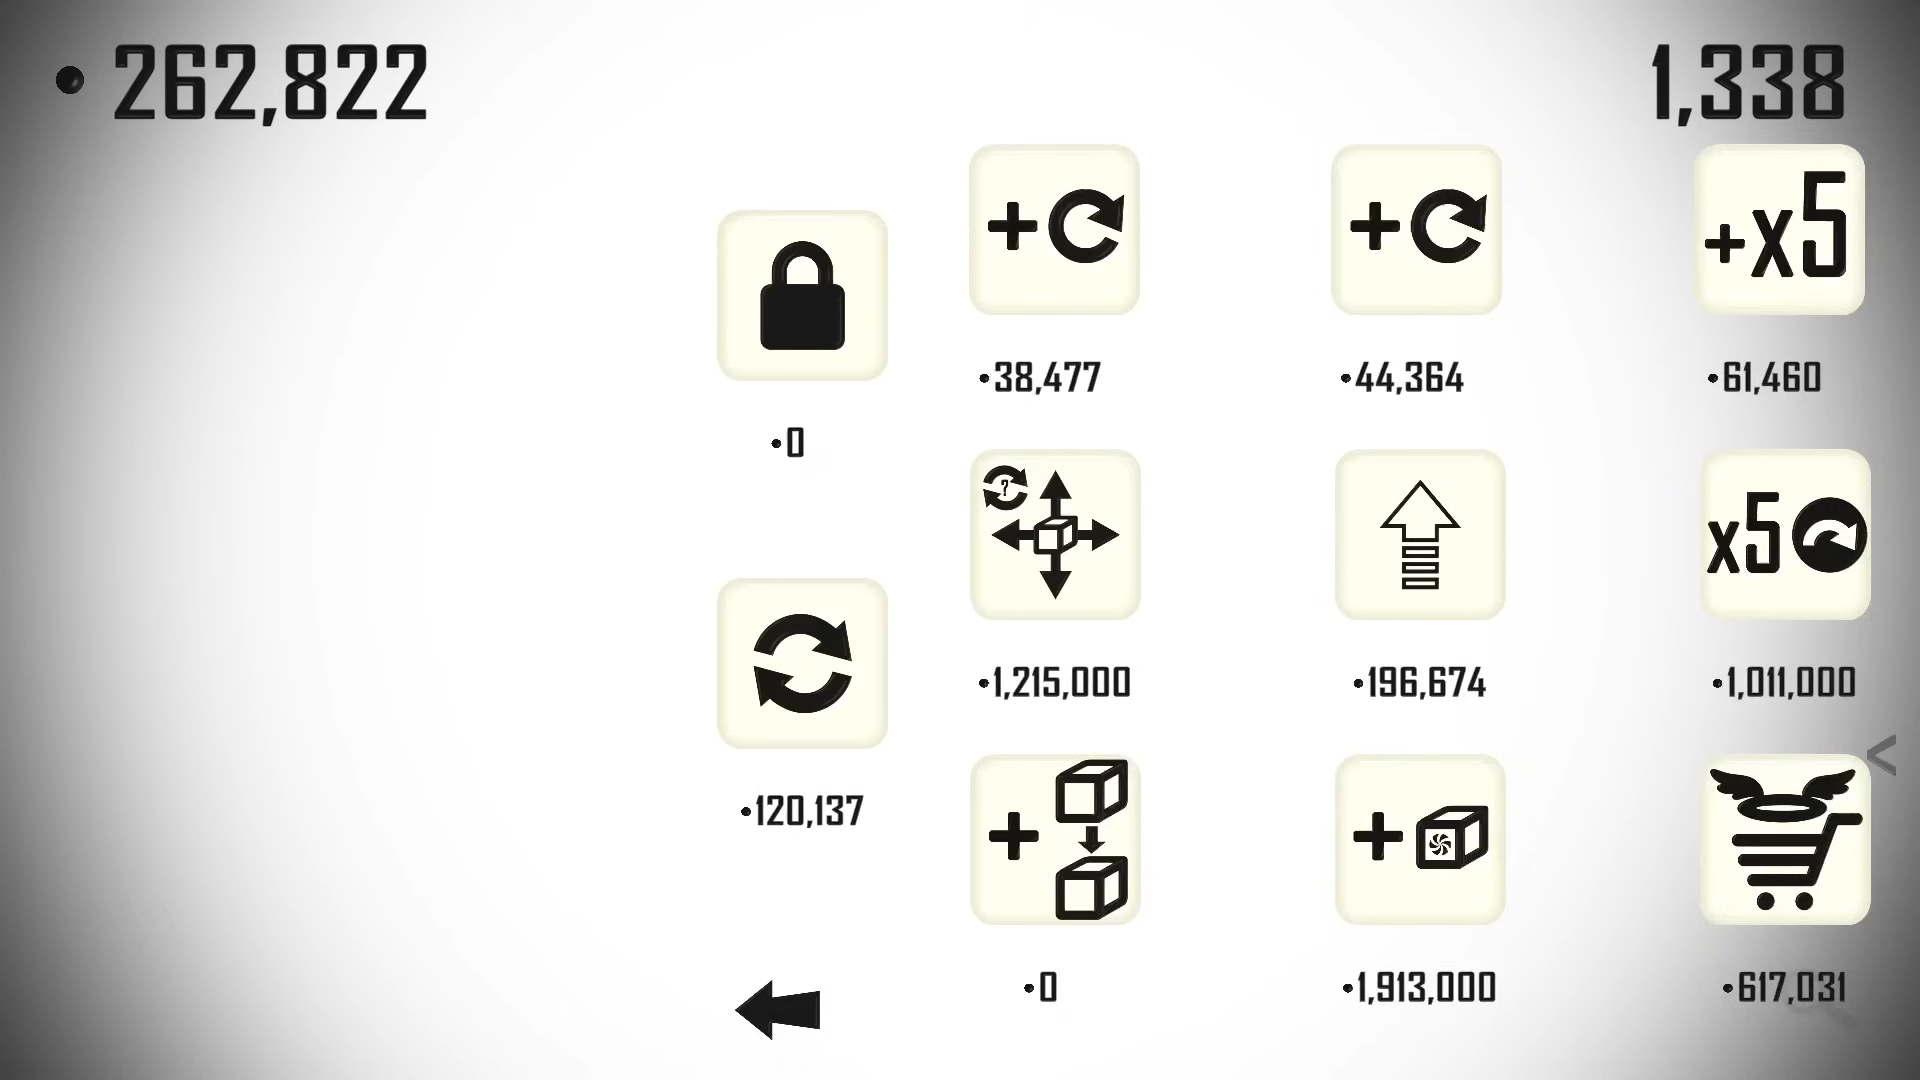 262,822
1,338
+ + +x5
38,477 44,364 61,460
0
?
x5
1,215,000 196,674 1,011,000
<
120,137
+ +
0 1,913,000 617,031